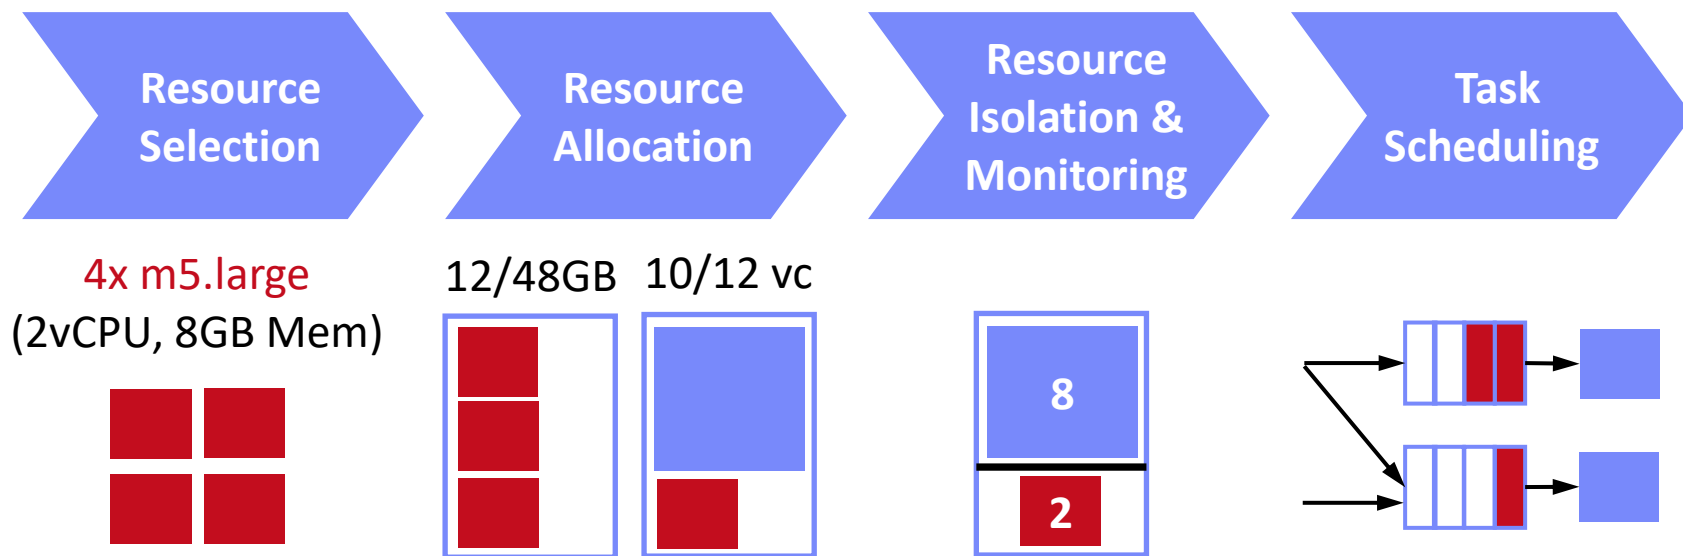 Resource
Selection
Resource
Allocation
Resource
Isolation &
Monitoring
Task
Scheduling
4x m5.large
(2vCPU, 8GB Mem)
12/48GB
10/12 vc
8
2